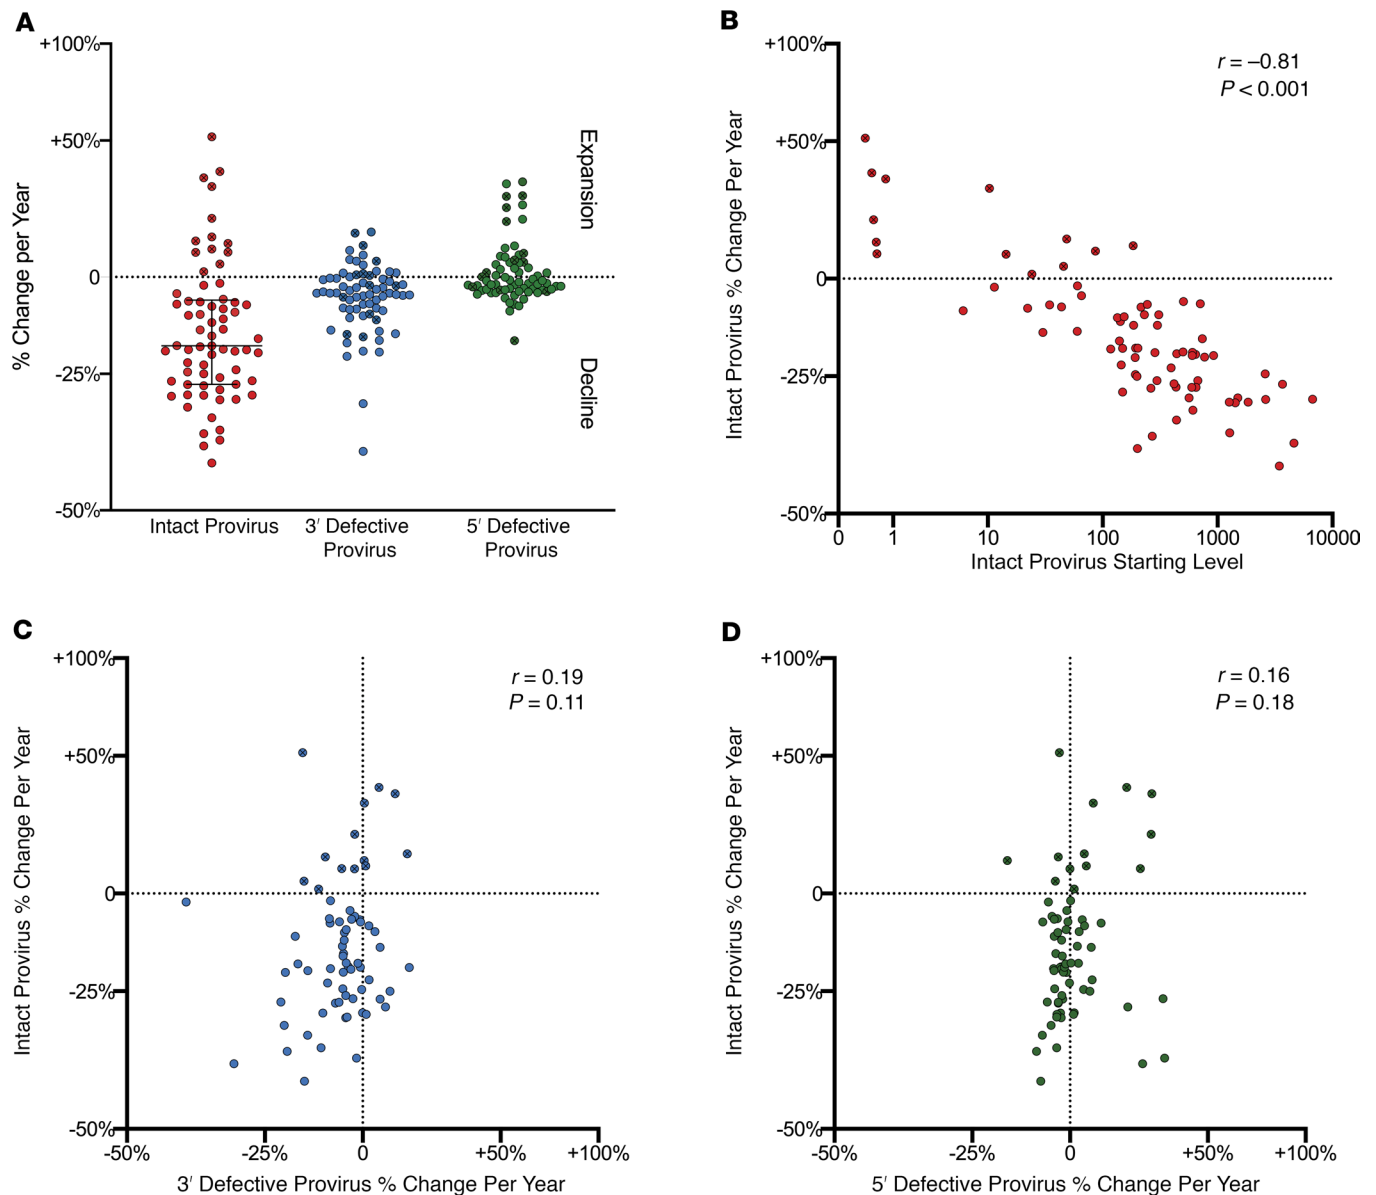 A
+100%
+50%
0
-25%
-50%
% Change per Year
Expansion
Decline
Intact Provirus
3′ Defective
Provirus
5′ Defective
Provirus
B
+100%
+50%
0
-25%
-50%
Intact Provirus % Change Per Year
r = –0.81
P < 0.001
0 1 10 100 1000 10000
Intact Provirus Starting Level
C
+100%
+50%
0
-25%
-50%
Intact Provirus % Change Per Year
r = 0.19
P = 0.11
-50% -25% 0 +50% +100%
3′ Defective Provirus % Change Per Year
D
+100%
+50%
0
-25%
-50%
Intact Provirus % Change Per Year
r = 0.16
P = 0.18
-50% -25% 0 +50% +100%
5′ Defective Provirus % Change Per Year